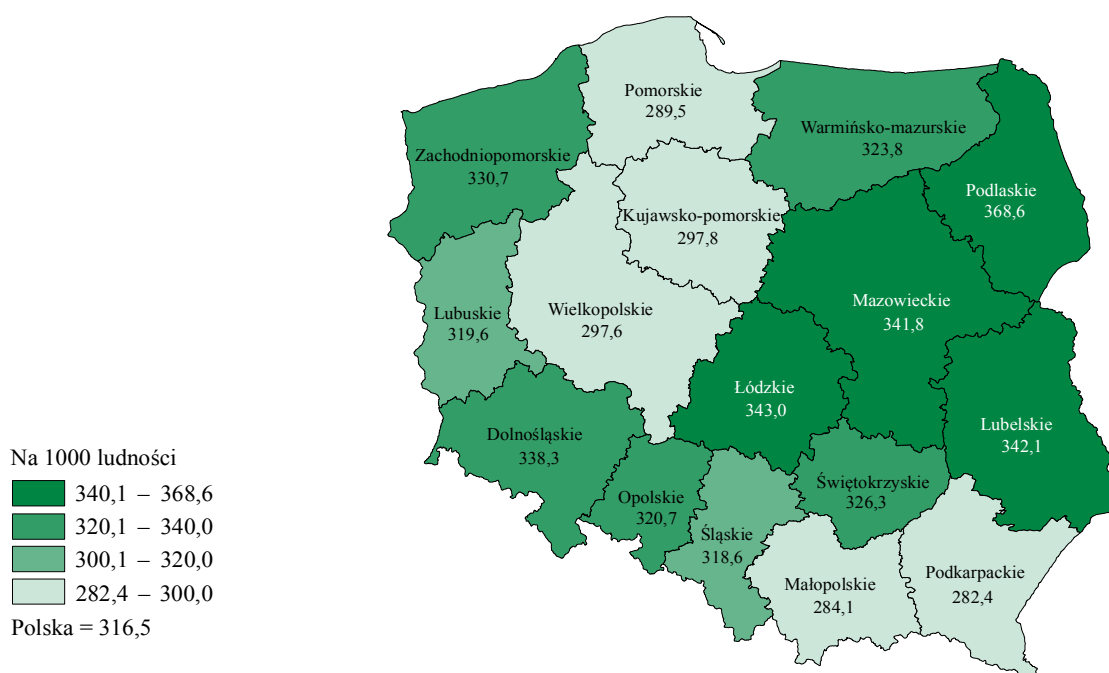 Pomorskie
289,5
Warmińsko-mazurskie
323,8
Zachodniopomorskie
330,7
Podlaskie
368,6
Kujawsko-pomorskie
297,8
Mazowieckie
341,8
Wielkopolskie
297,6
Lubuskie
319,6
Łódzkie
343,0
Lubelskie
342,1
Dolnośląskie
338,3
Świętokrzyskie
326,3
Opolskie
320,7
Śląskie
318,6
Małopolskie
284,1
Podkarpackie
282,4
Na 1000 ludności
340,1 – 368,6
320,1 – 340,0
300,1 – 320,0
282,4 – 300,0
Polska = 316,5